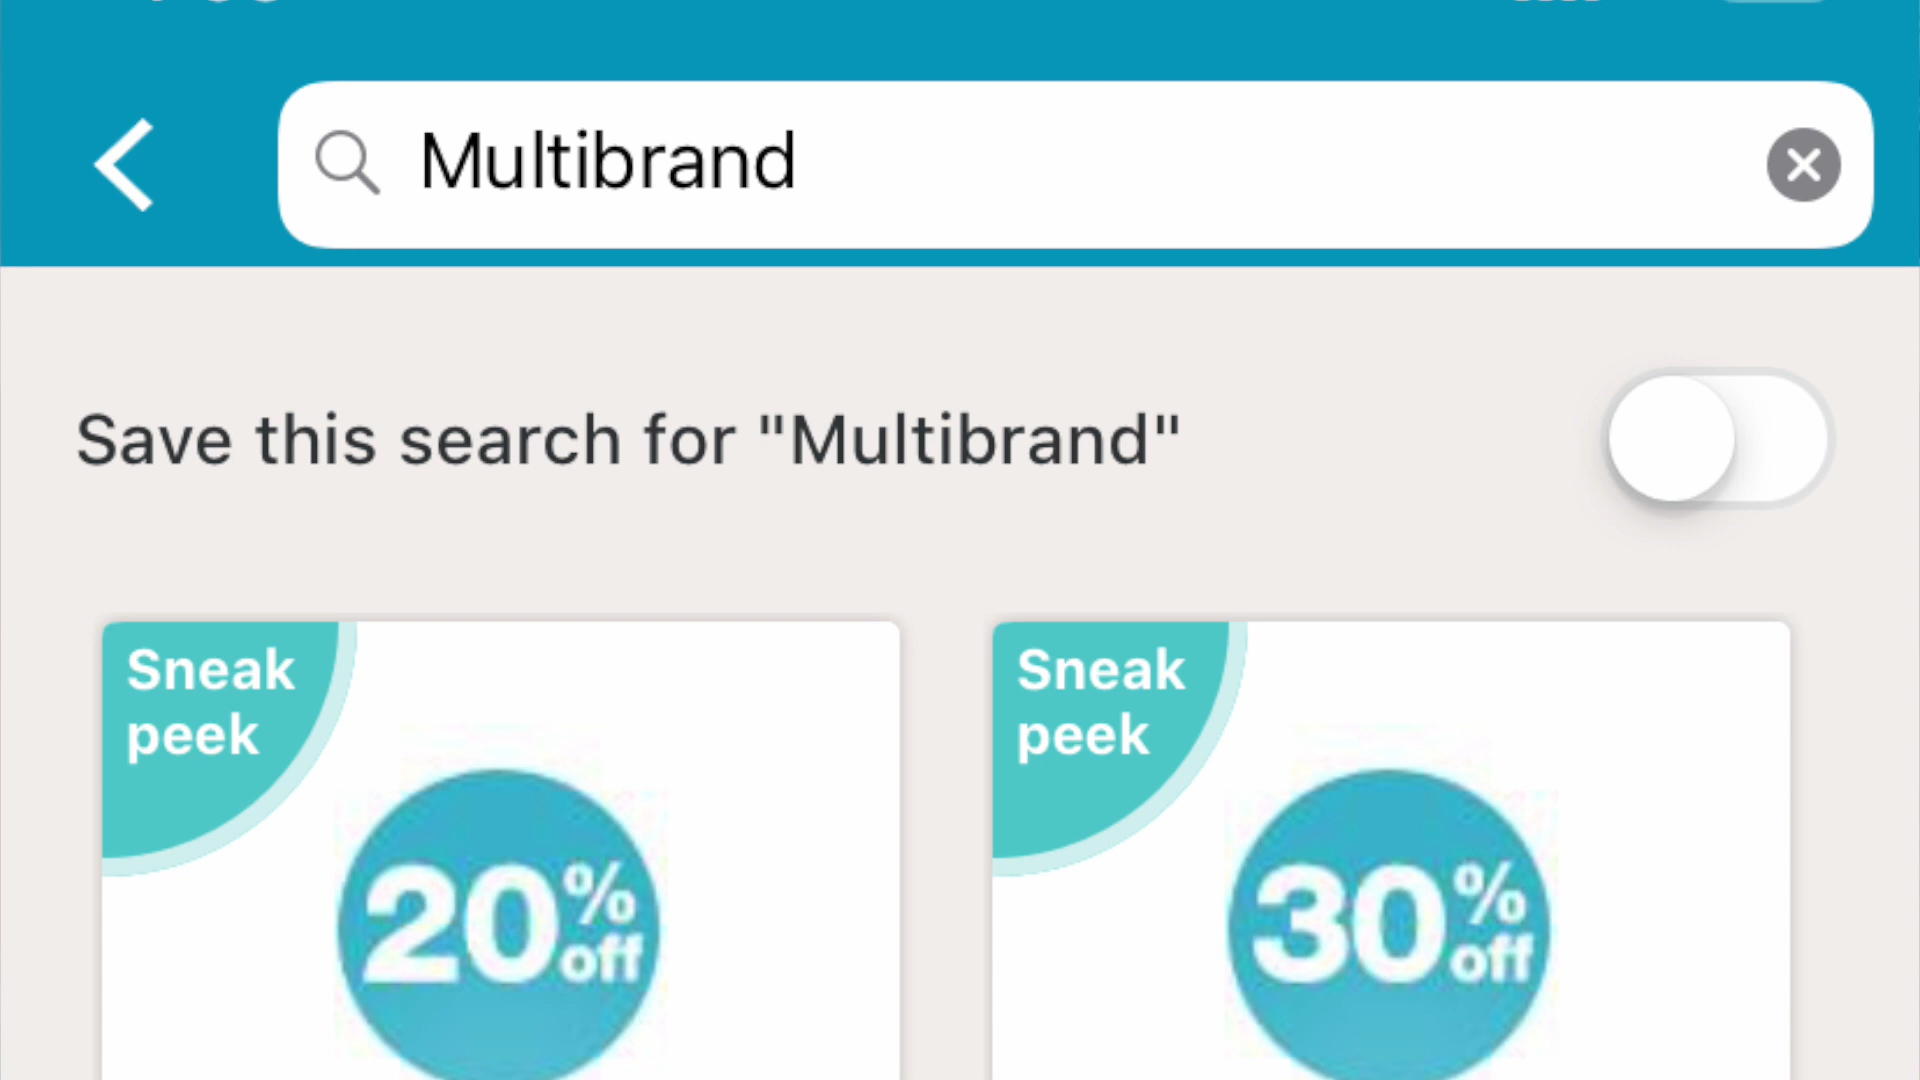 Multibrand
Save this search for "Multibrand"
Sneak
peek
20% off
Sneak
peek
30% off